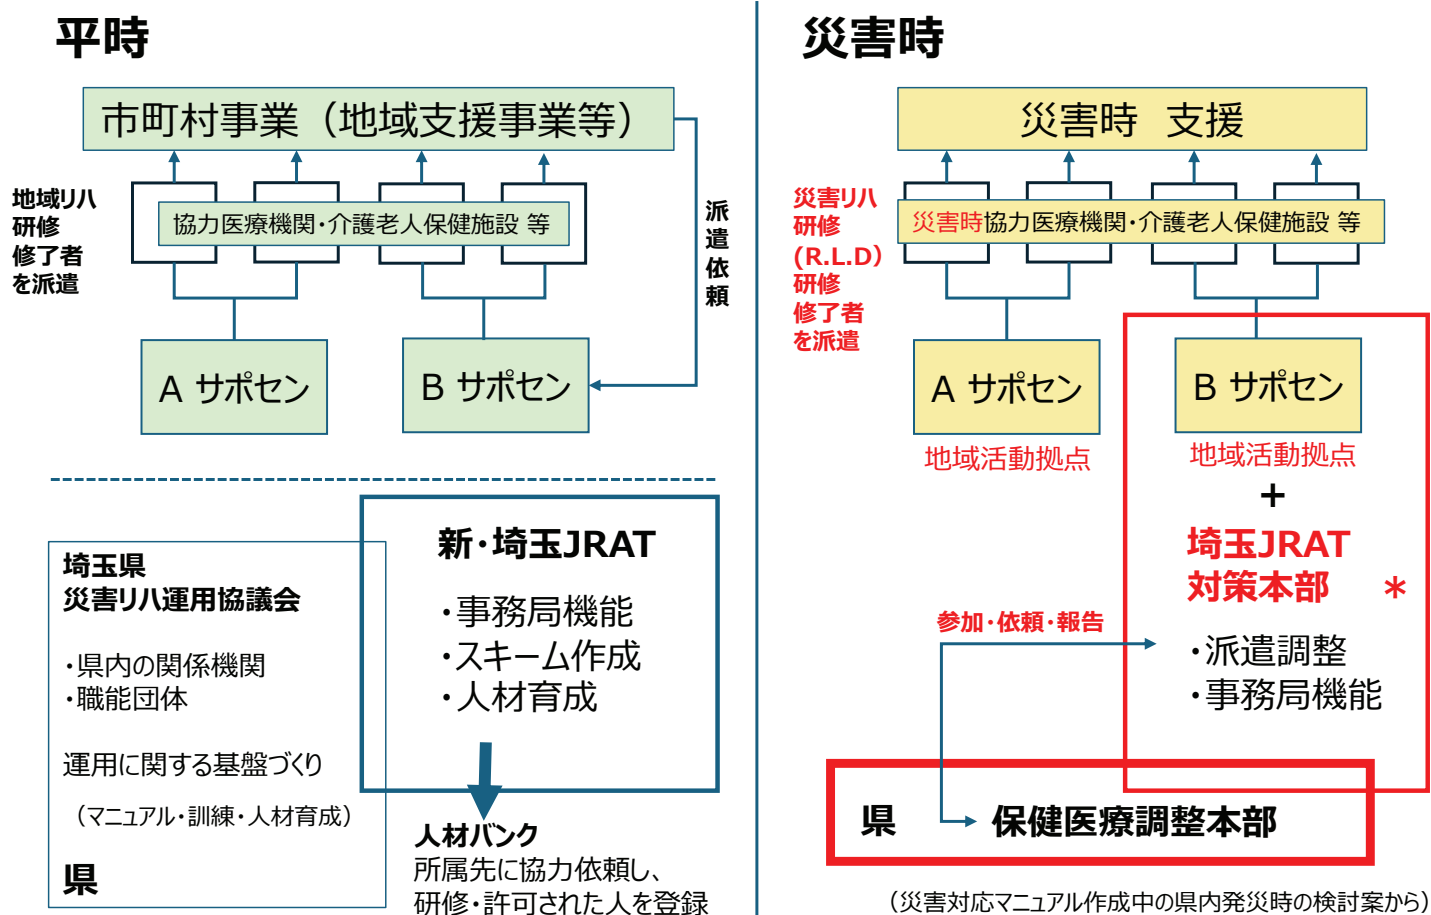 平時
市町村事業（地域支援事業等）
地域リハ
研修
修了者
を派遣
協力医療機関・介護老人保健施設 等
派遣依頼
A サポセン
B サポセン
埼玉県
災害リハ運用協議会
・県内の関係機関
・職能団体
運用に関する基盤づくり
（マニュアル・訓練・人材育成）
県
新・埼玉JRAT
・事務局機能
・スキーム作成
・人材育成
人材バンク
所属先に協力依頼し、
研修・許可された人を登録
災害時
災害時 支援
災害リハ
研修
(R.L.D)
研修
修了者
を派遣
災害時協力医療機関・介護老人保健施設 等
A サポセン
地域活動拠点
B サポセン
地域活動拠点
+
埼玉JRAT
対策本部 *
参加・依頼・報告
・派遣調整
・事務局機能
県 保健医療調整本部
（災害対応マニュアル作成中の県内発災時の検討案から）